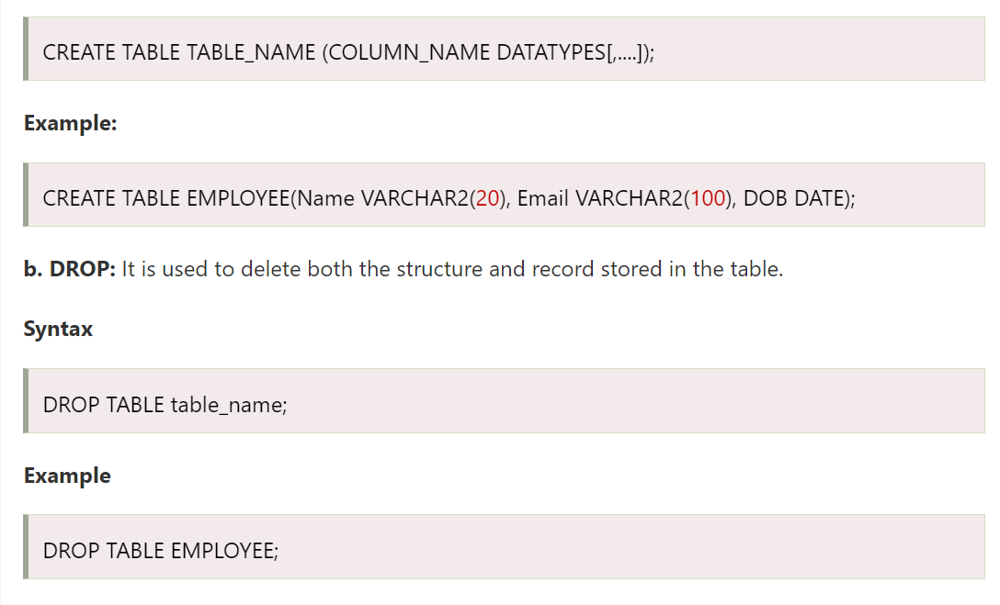 CREATE TABLE TABLE_NAME (COLUMN_NAME DATATYPES[,....]);
Example:
CREATE TABLE EMPLOYEE(Name VARCHAR2(20), Email VARCHAR2(100), DOB DATE);
b. DROP: It is used to delete both the structure and record stored in the table.
Syntax
DROP TABLE table_name;
Example
DROP TABLE EMPLOYEE;